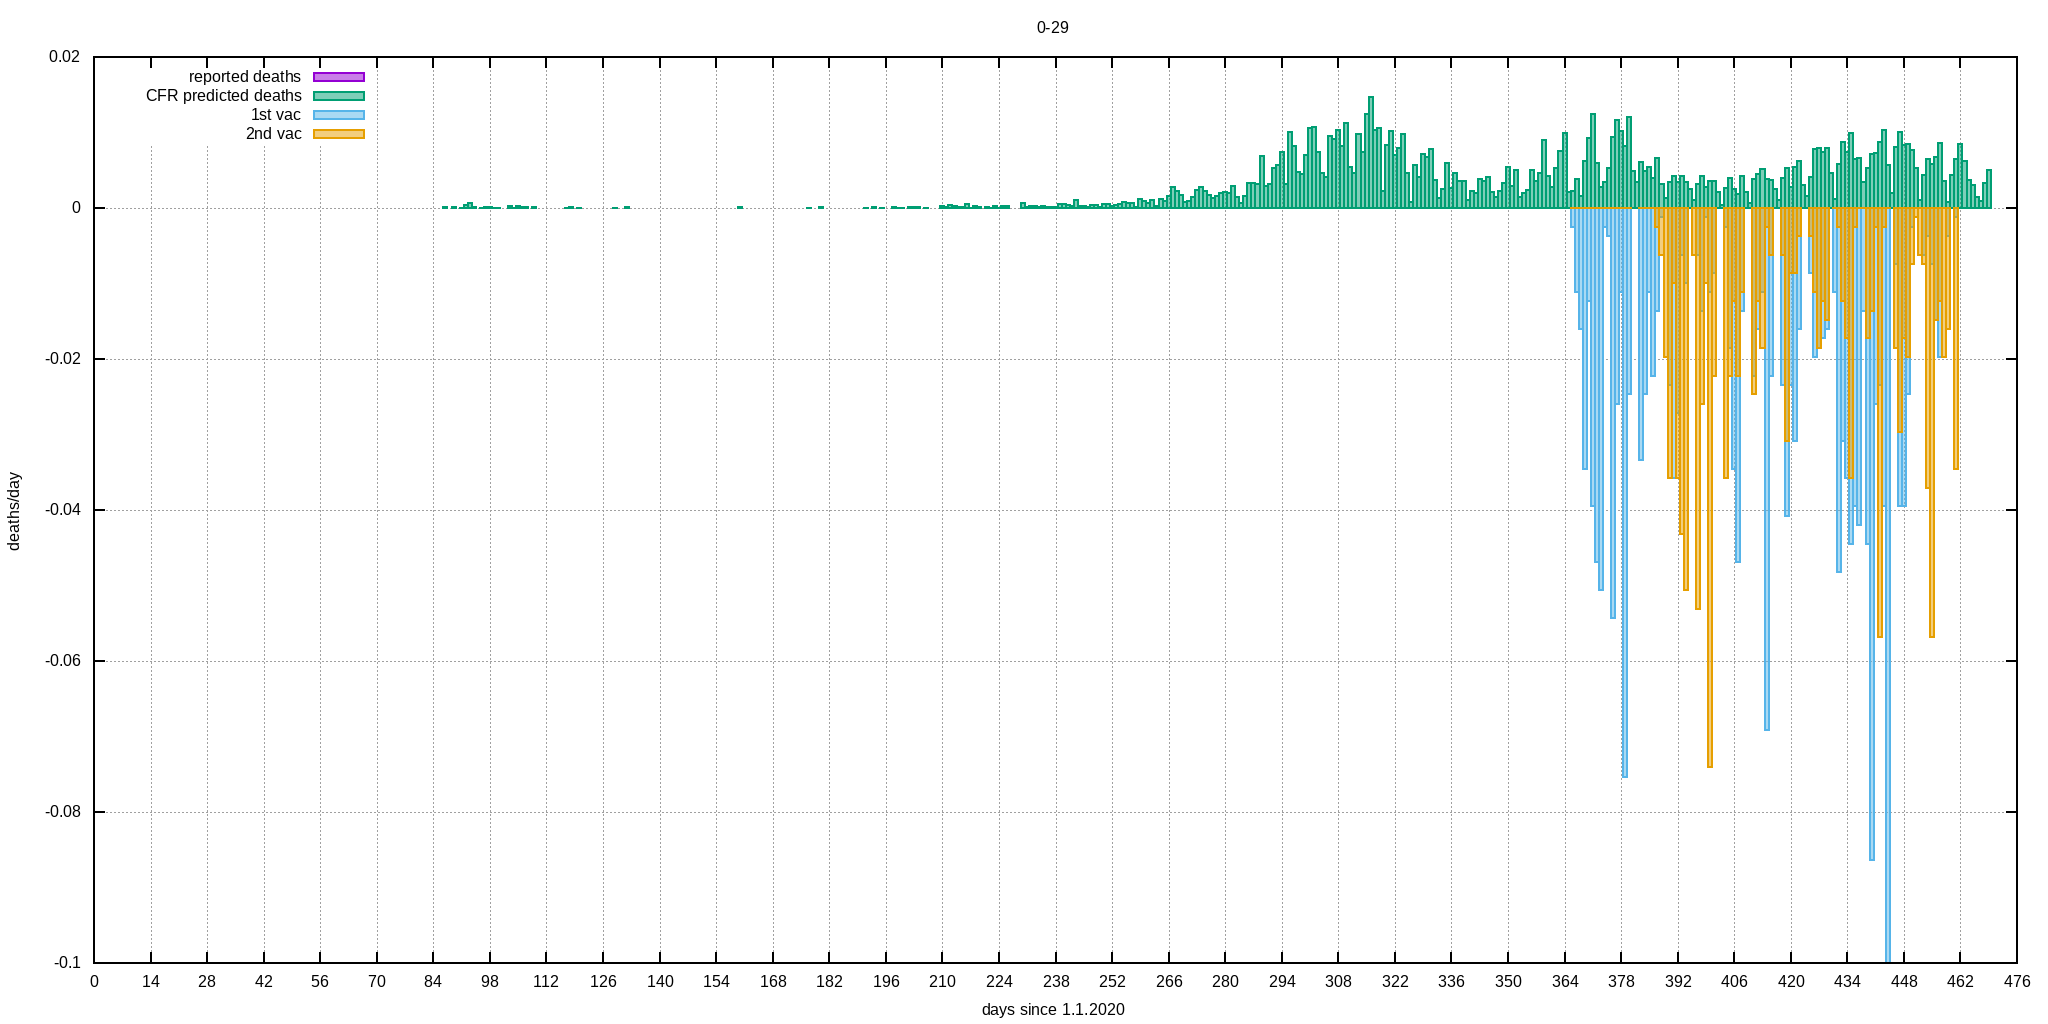 0-29
0.02
0
-0.02
-0.04
-0.06
-0.08
-0.1
deaths/day
reported deaths
CFR predicted deaths
1st vac
2nd vac
0 14 28 42 56 70 84 98 112 126 140 154 168 182 196 210 224 238 252 266 280 294 308 322 336 350 364 378 392 406 420 434 448 462 476
days since 1.1.2020